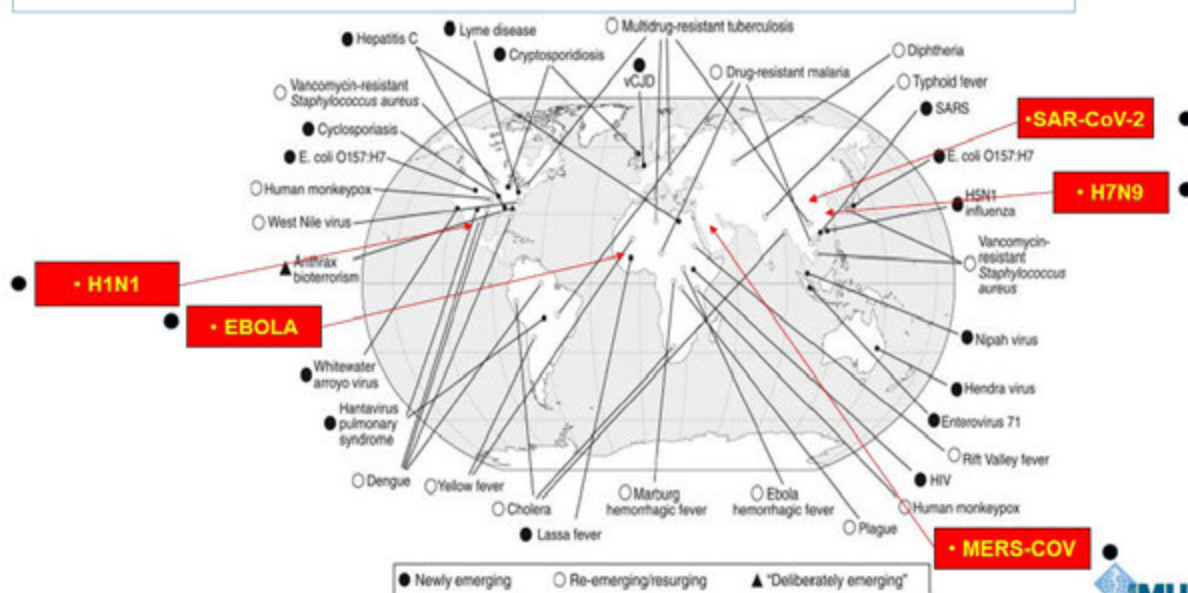 Hepatitis C
Lyme disease
Cryptosporidiosis
Multidrug-resistant tuberculosis
vCJD
Drug-resistant malaria
Diphtheria
Typhoid fever
SARS
Vancomycin-resistant
Staphylococcus aureus
Cyclosporiasis
E. coli O157:H7
Human monkeypox
West Nile virus
Anthrax
bioterrorism
•SAR-CoV-2
E. coli O157:H7
• H7N9
H5N1
influenza
Vancomycin-
resistant
Staphylococcus
aureus
• H1N1
• EBOLA
Nipah virus
Hendra virus
Enterovirus 71
Rift Valley fever
HIV
Human monkeypox
Whitewater
arroyo virus
Hantavirus
pulmonary
syndrome
Dengue
Yellow fever
Cholera
Lassa fever
Marburg
hemorrhagic fever
Ebola
hemorrhagic fever
Plague
• MERS-COV
Newly emerging
Re-emerging/resurging
"Deliberately emerging"